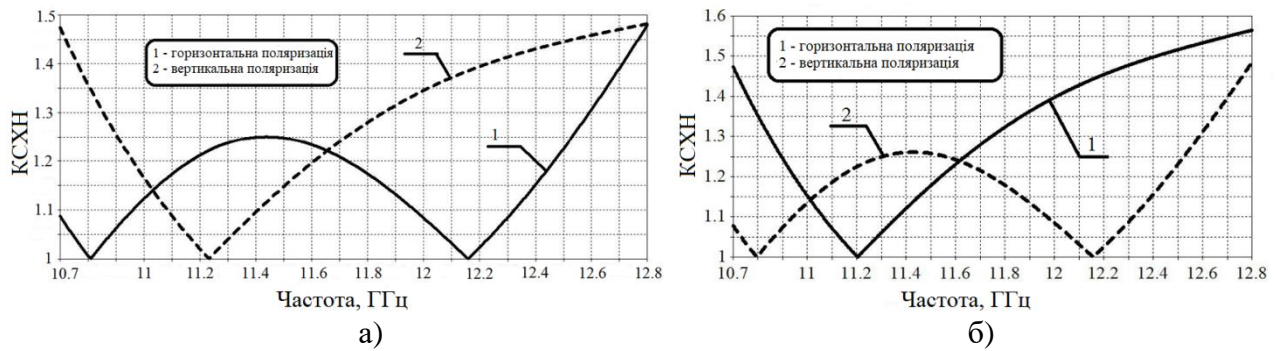 1.5
1.4
1.3
1.2
1.1
1
КСХН
1 - горизонтальна поляризація
2 - вертикальна поляризація
2
1
10.7 11 11.2 11.4 11.6 11.8 12 12.2 12.4 12.6 12.8
Частота, ГГц
а)
1.6
1.5
1.4
1.3
1.2
1.1
1
КСХН
1 - горизонтальна поляризація
2 - вертикальна поляризація
2
1
10.7 11 11.2 11.4 11.6 11.8 12 12.2 12.4 12.6 12.8
Частота, ГГц
б)